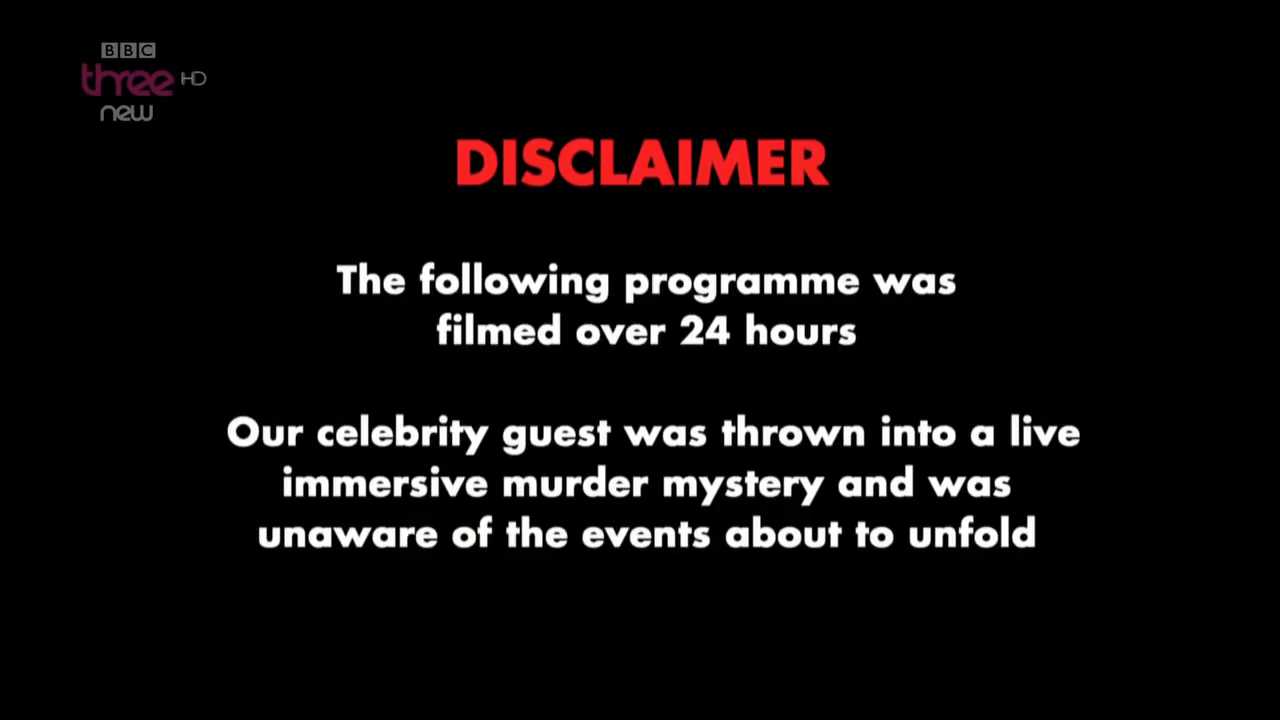 BBC
three HD
new
DISCLAIMER
The following programme was
filmed over 24 hours
Our celebrity guest was thrown into a live
immersive murder mystery and was
unaware of the events about to unfold